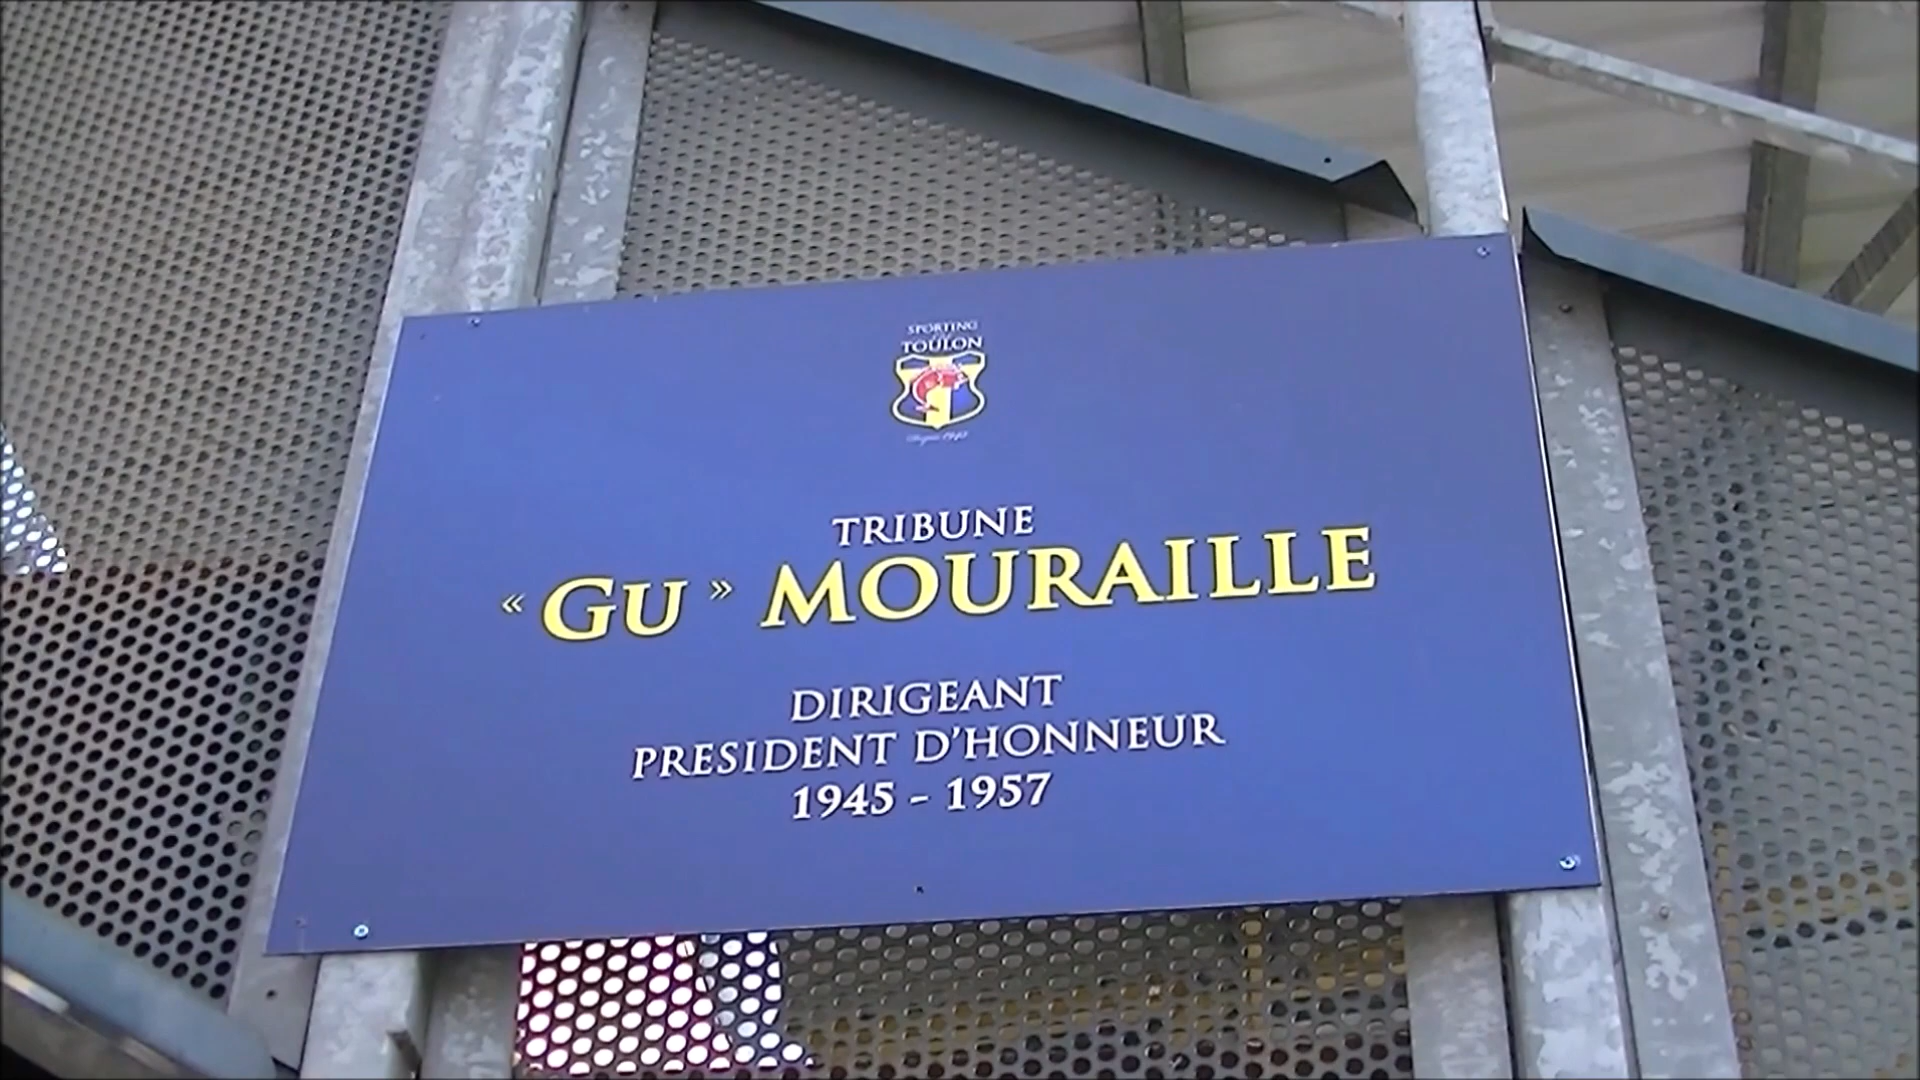 SPORTING
TOULON
TRIBUNE
« GU » MOURAILLE
DIRIGEANT
PRESIDENT D'HONNEUR
1945 - 1957